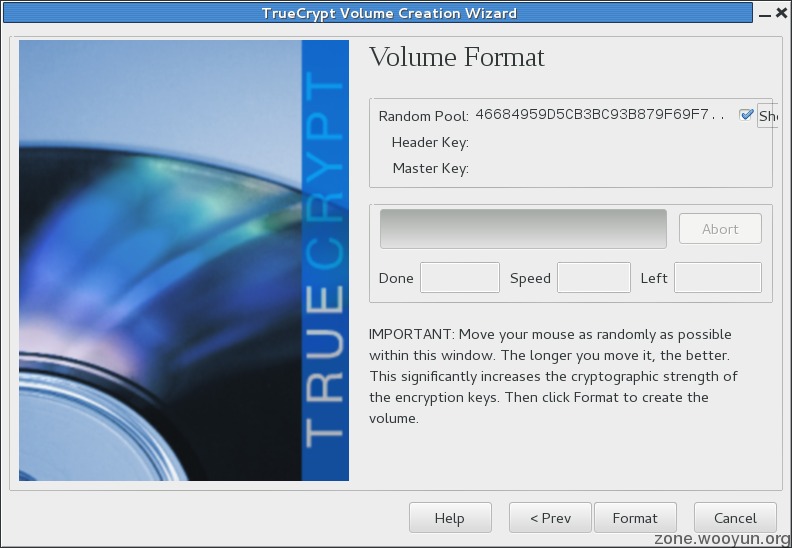 TrueCrypt Volume Creation Wizard
TRUECRYPT
Volume Format
Random Pool: 46684959D5CB3BC93B879F69F7..
Header Key:
Master Key:
Abort
Done Speed Left
IMPORTANT: Move your mouse as randomly as possible
within this window. The longer you move it, the better.
This significantly increases the cryptographic strength of
the encryption keys. Then click Format to create the
volume.
Help < Prev Format Cancel
zone.wooyun.org